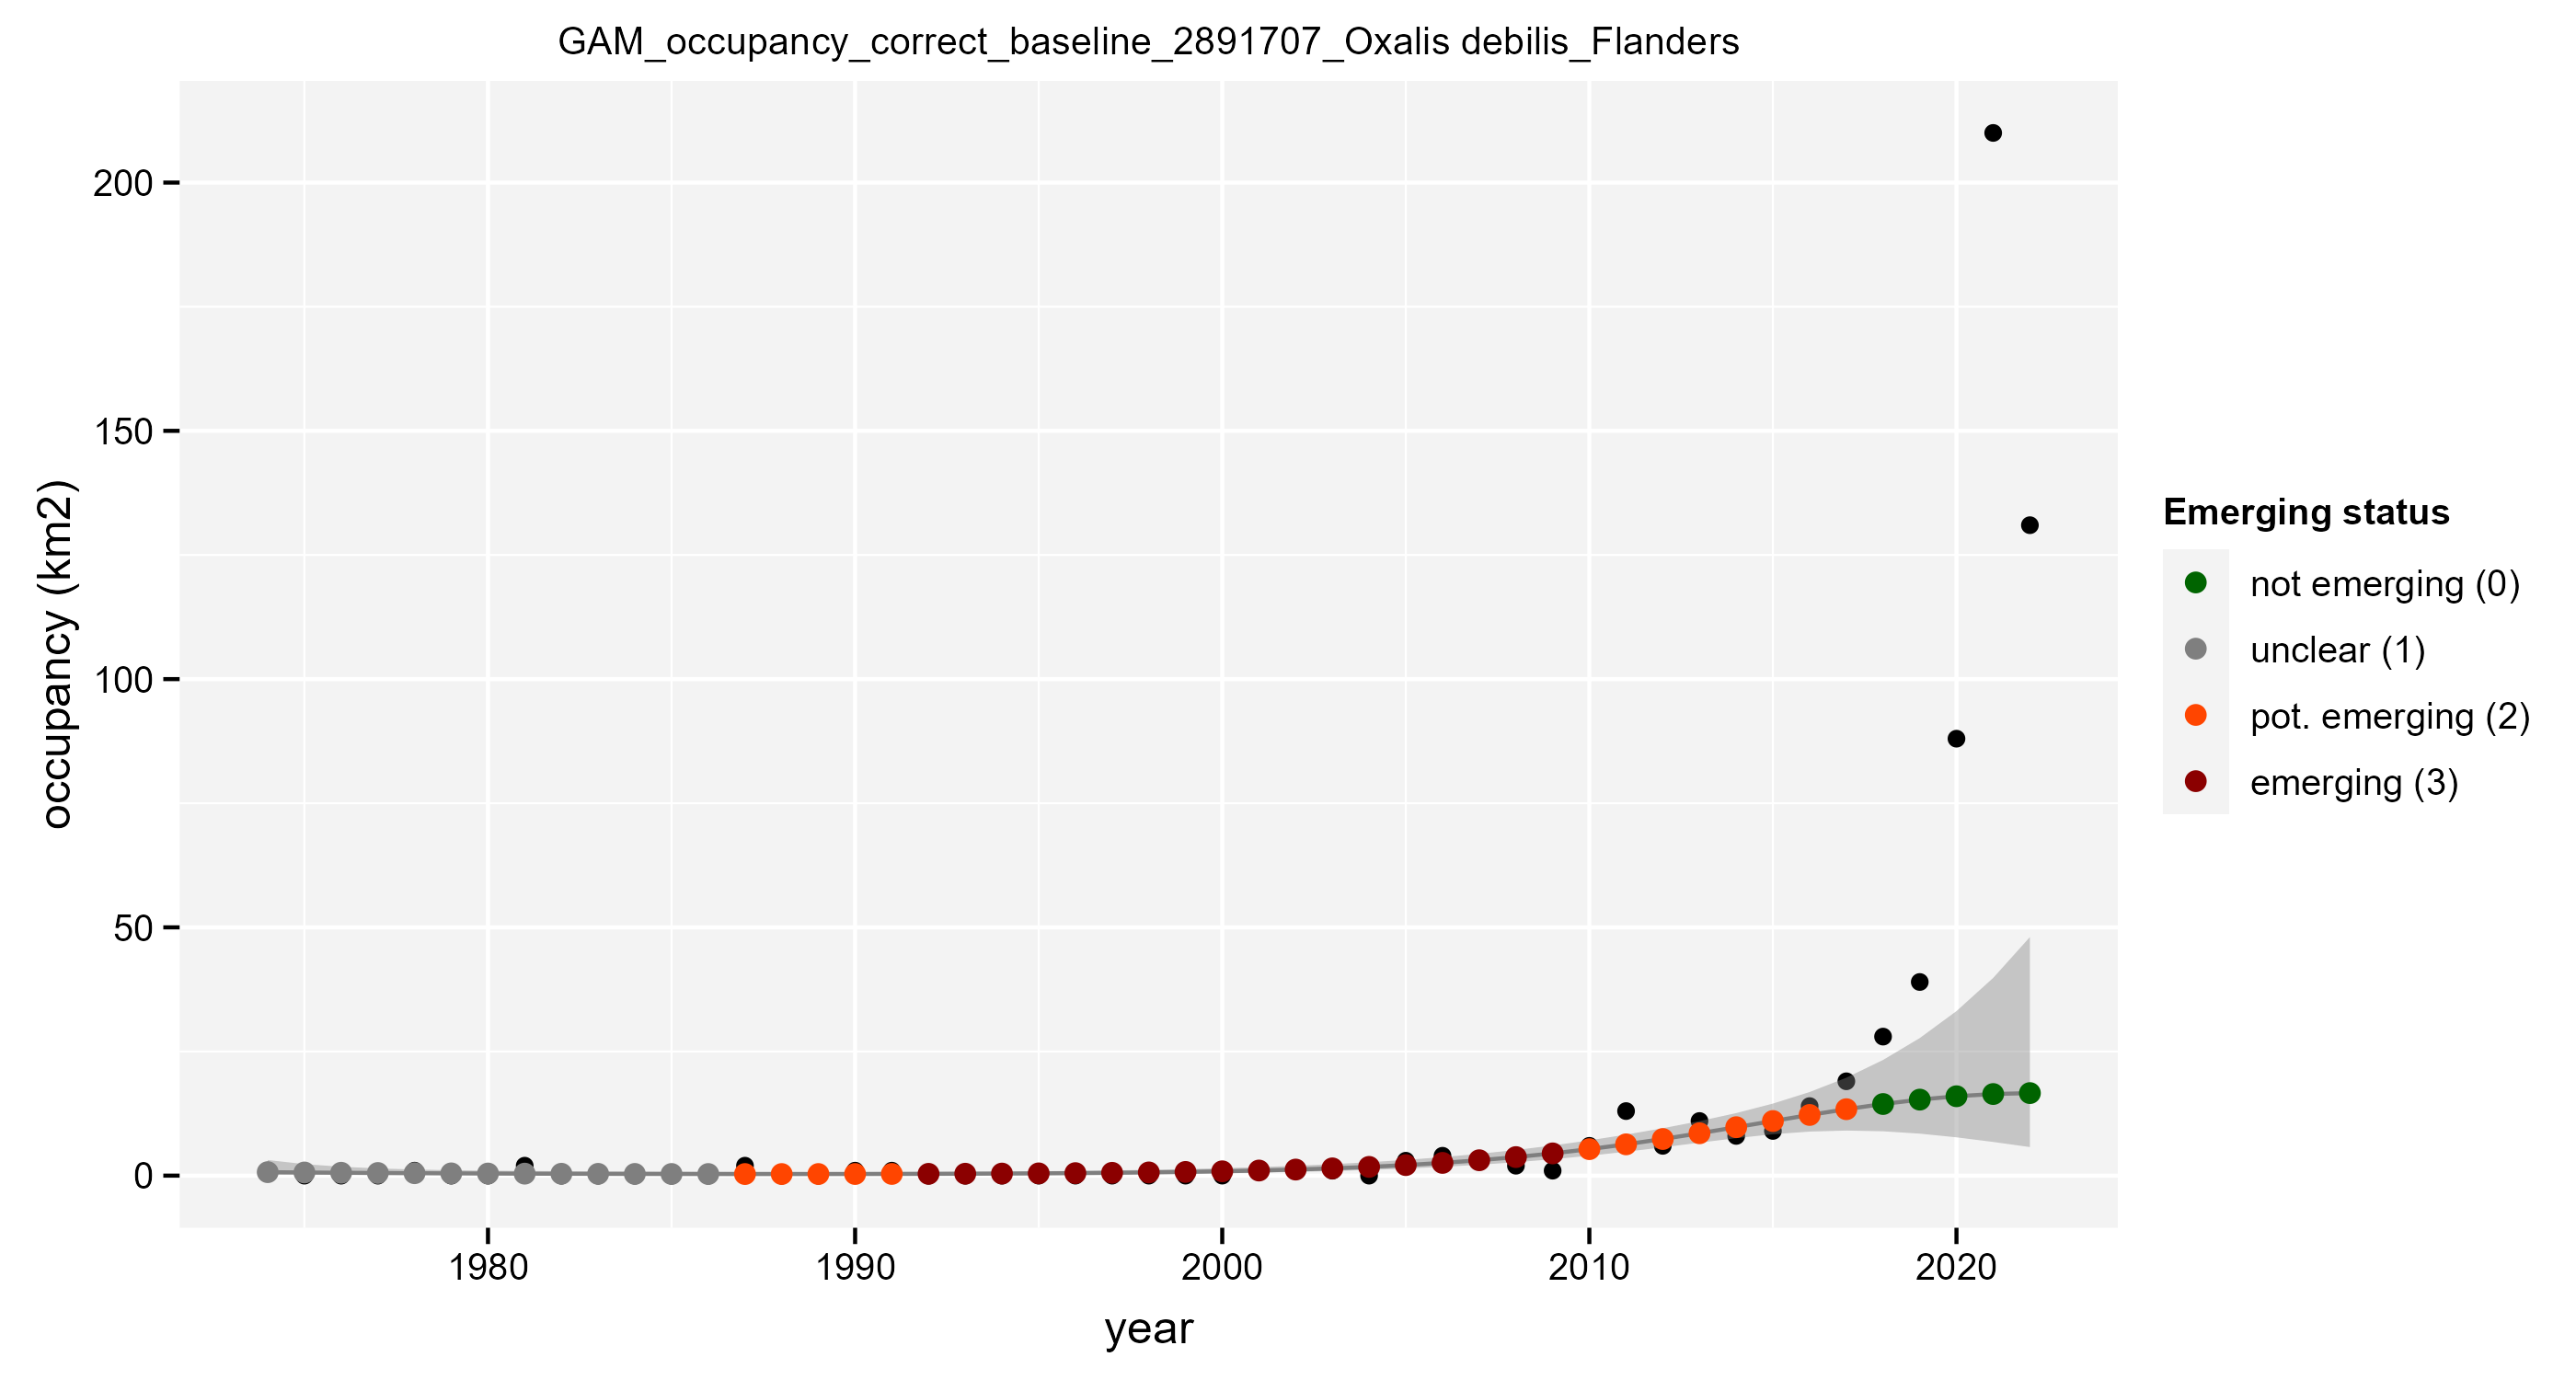 GAM_occupancy_correct_baseline_2891707_Oxalis debilis_Flanders
200
150
100
50
0
occupancy (km2)
1980
1990
2000
2010
2020
year
Emerging status
not emerging (0)
unclear (1)
pot. emerging (2)
emerging (3)